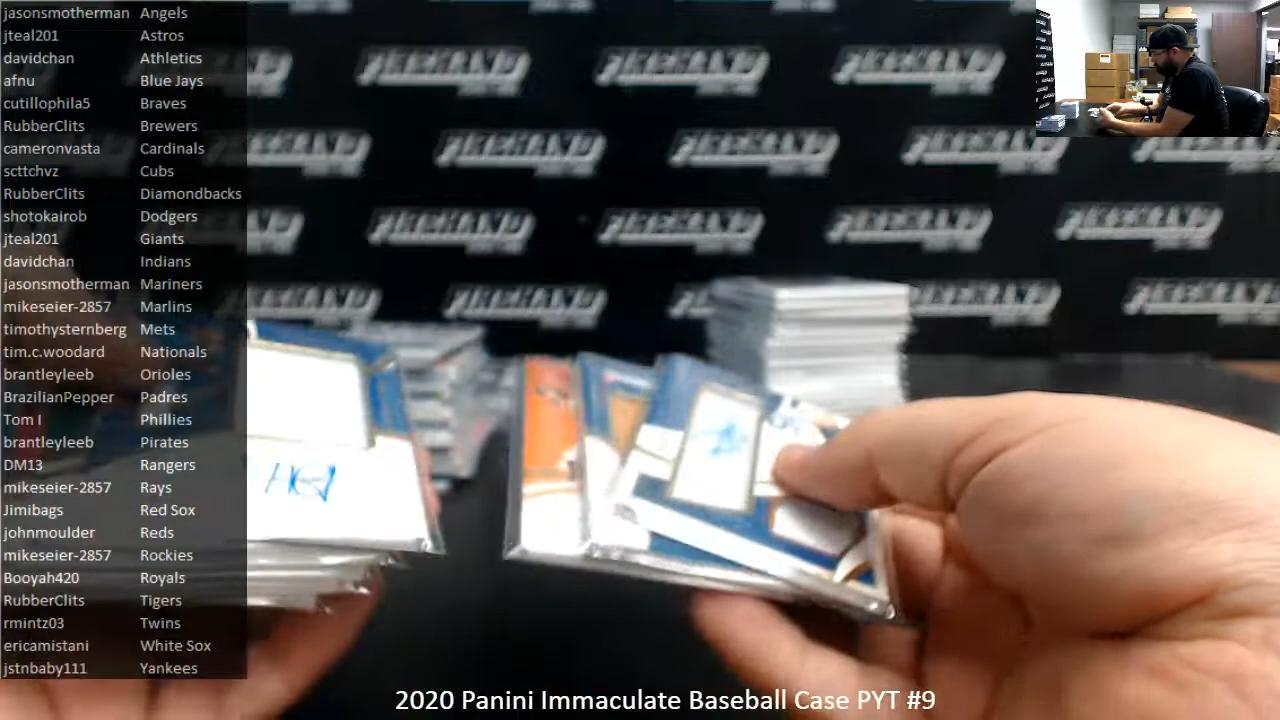 jasonsmotherman Angels
jteal201 Astros
davidchan Athletics
afnu Blue Jays
cutillophila5 Braves
RubberClits Brewers
cameronvasta Cardinals
scttchvz Cubs
RubberClits Diamondbacks
shotokairob Dodgers
jteal201 Giants
davidchan Indians
jasonsmotherman Mariners
mikeseier-2857 Marlins
timothysternberg Mets
tim.c.woodard Nationals
brantleyleeb Orioles
BrazilianPepper Padres
Tom I Phillies
brantleyleeb Pirates
DM13 Rangers
mikeseier-2857 Rays
Jimibags Red Sox
johnmoulder Reds
mikeseier-2857 Rockies
Booyah420 Royals
RubberClits Tigers
rmintz03 Twins
ericamistani White Sox
jstnbaby111 Yankees
2020 Panini Immaculate Baseball Case PYT #9